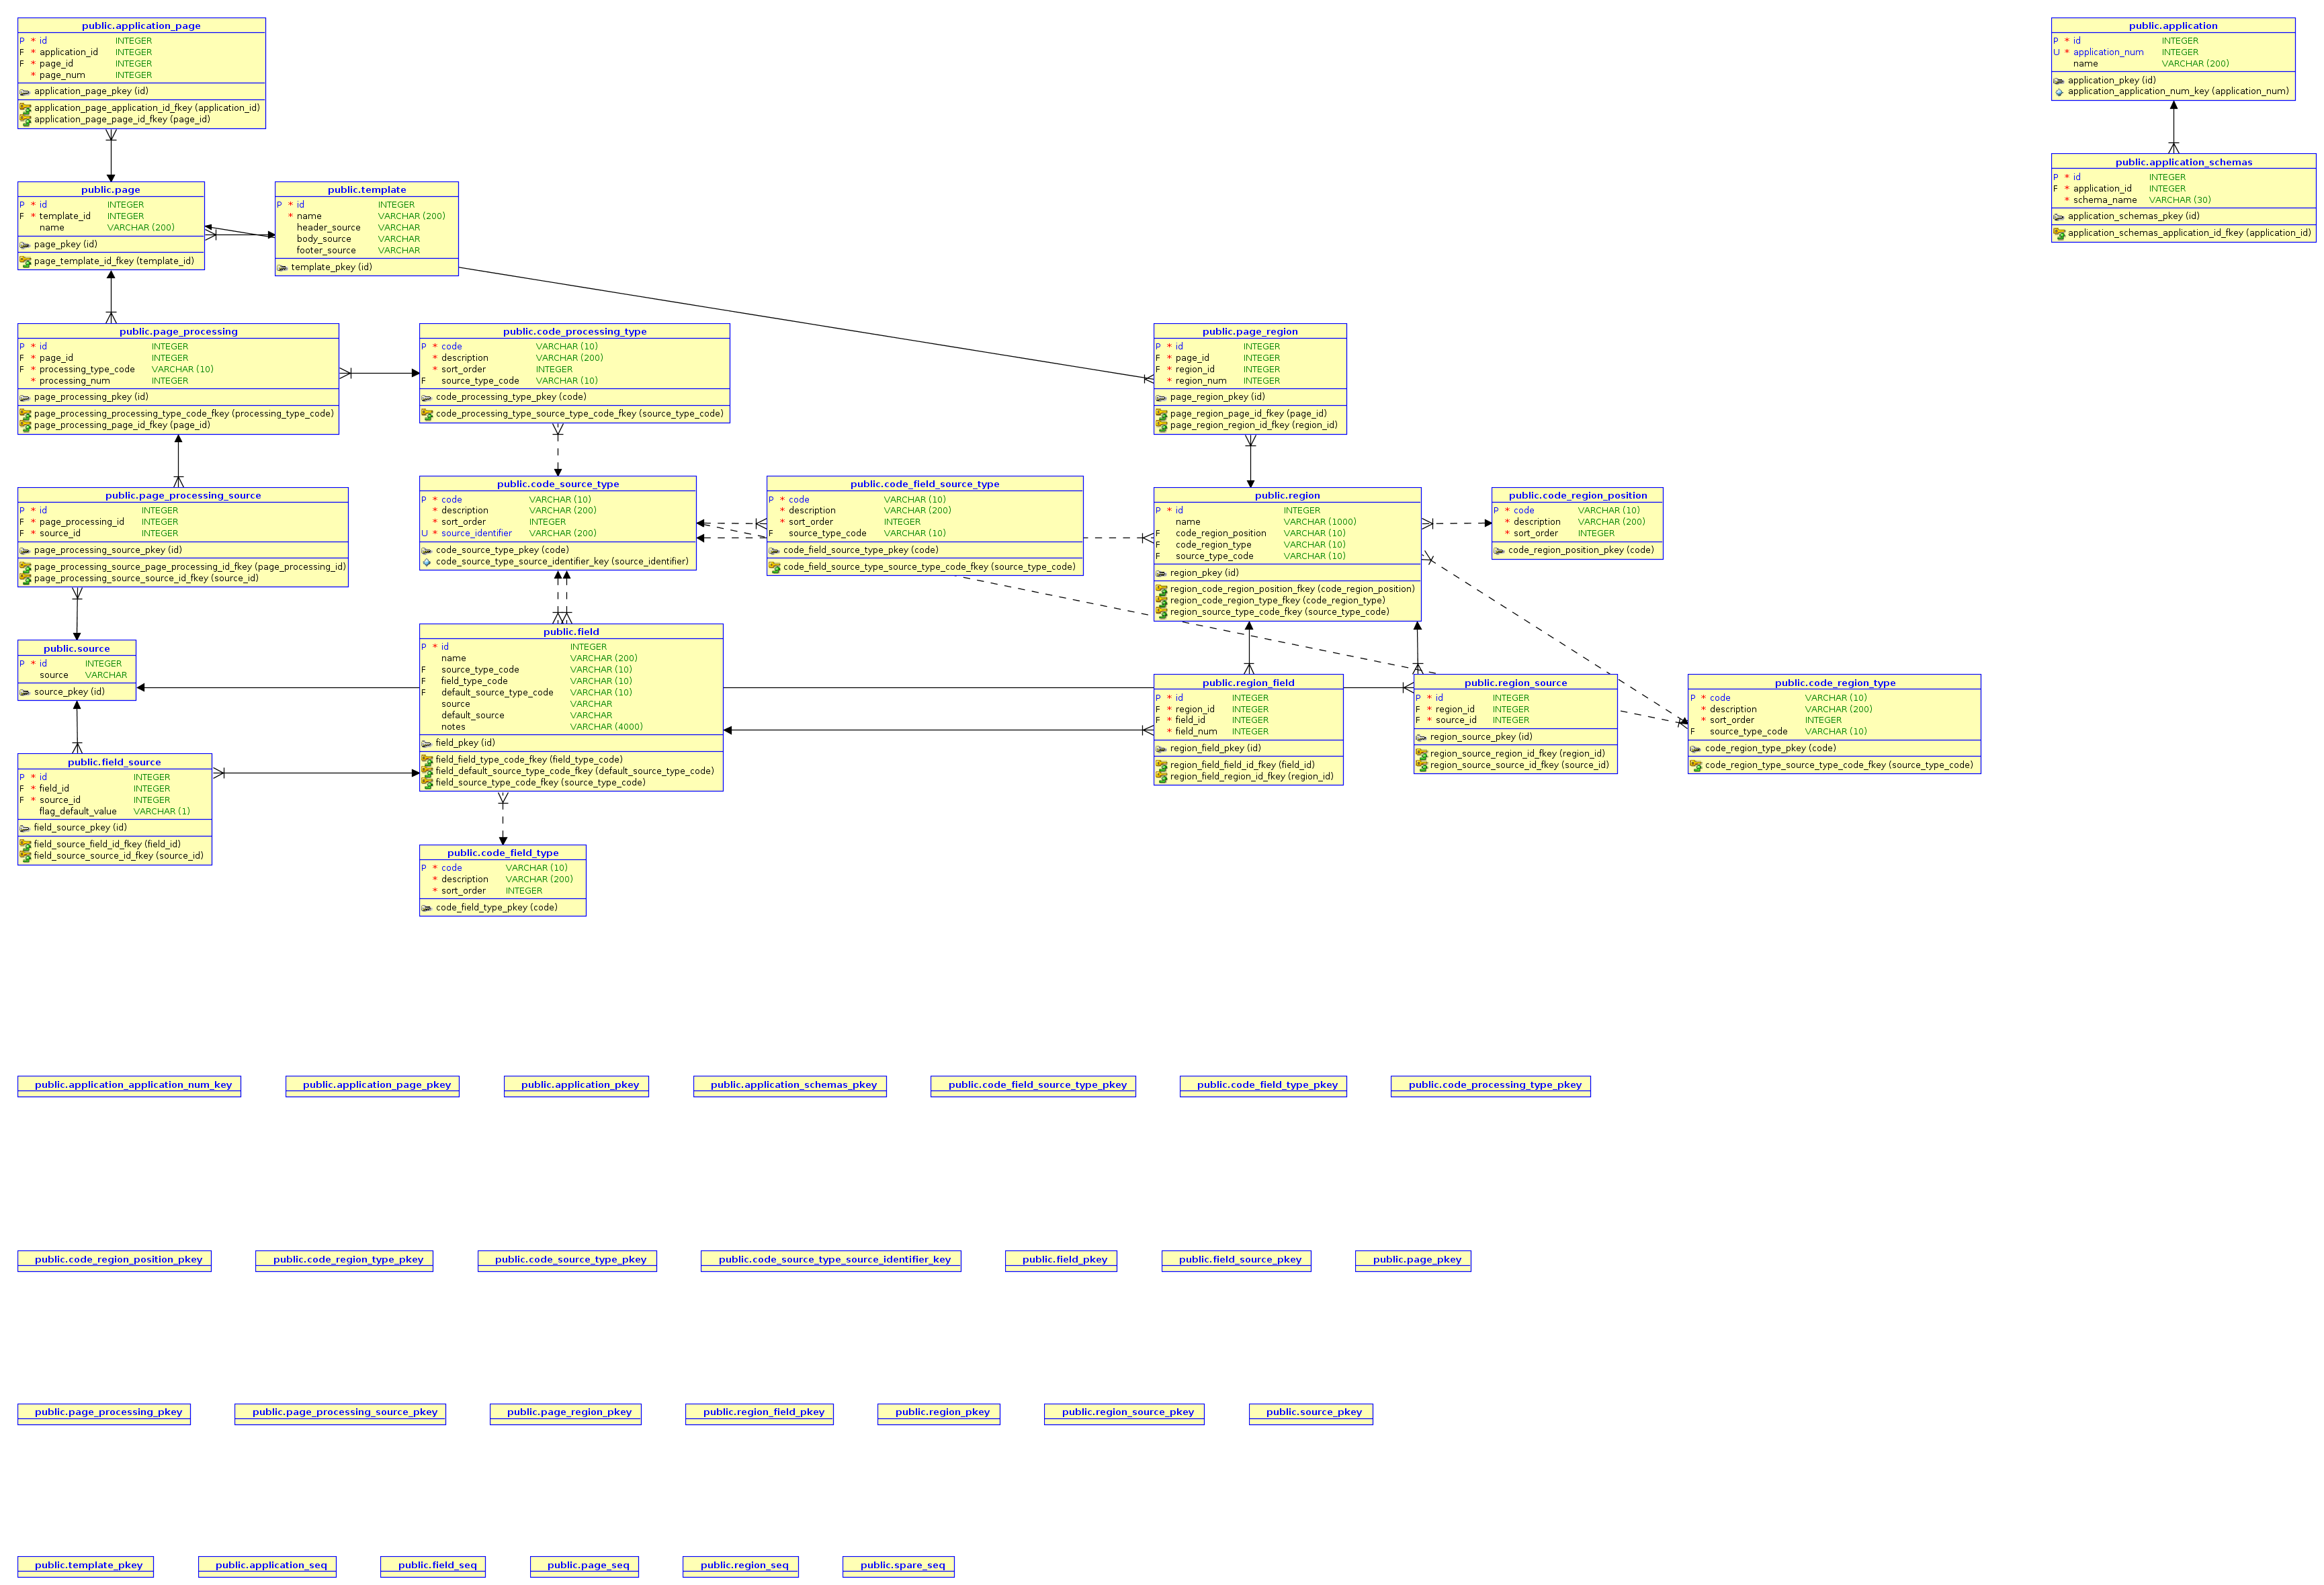 public.application_page
P * id INTEGER
F * application_id INTEGER
F * page_id INTEGER
* page_num INTEGER
application_page_pkey (id)
application_page_application_id_fkey (application_id)
application_page_page_id_fkey (page_id)
public.application
P * id INTEGER
U * application_num INTEGER
name VARCHAR (200)
application_pkey (id)
application_application_num_key (application_num)
public.application_schemas
P * id INTEGER
F * application_id INTEGER
* schema_name VARCHAR (30)
application_schemas_pkey (id)
application_schemas_application_id_fkey (application_id)
public.page
P * id INTEGER
F * template_id INTEGER
name VARCHAR (200)
page_pkey (id)
page_template_id_fkey (template_id)
public.template
P * id INTEGER
* name VARCHAR (200)
header_source VARCHAR
body_source VARCHAR
footer_source VARCHAR
template_pkey (id)
public.page_processing
P * id INTEGER
F * page_id INTEGER
F * processing_type_code VARCHAR (10)
* processing_num INTEGER
page_processing_pkey (id)
page_processing_processing_type_code_fkey (processing_type_code)
page_processing_page_id_fkey (page_id)
public.code_processing_type
P * code VARCHAR (10)
* description VARCHAR (200)
* sort_order INTEGER
F source_type_code VARCHAR (10)
code_processing_type_pkey (code)
code_processing_type_source_type_code_fkey (source_type_code)
public.page_region
P * id INTEGER
F * page_id INTEGER
F * region_id INTEGER
* region_num INTEGER
page_region_pkey (id)
page_region_page_id_fkey (page_id)
page_region_region_id_fkey (region_id)
public.page_processing_source
P * id INTEGER
F * page_processing_id INTEGER
F * source_id INTEGER
page_processing_source_pkey (id)
page_processing_source_page_processing_id_fkey (page_processing_id)
page_processing_source_source_id_fkey (source_id)
public.code_source_type
P * code VARCHAR (10)
* description VARCHAR (200)
* sort_order INTEGER
U * source_identifier VARCHAR (200)
code_source_type_pkey (code)
code_source_type_source_identifier_key (source_identifier)
public.code_field_source_type
P * code VARCHAR (10)
* description VARCHAR (200)
* sort_order INTEGER
F source_type_code VARCHAR (10)
code_field_source_type_pkey (code)
code_field_source_type_source_type_code_fkey (source_type_code)
public.region
P * id INTEGER
name VARCHAR (1000)
F code_region_position VARCHAR (10)
F code_region_type VARCHAR (10)
F source_type_code VARCHAR (10)
region_pkey (id)
region_code_region_position_fkey (code_region_position)
region_code_region_type_fkey (code_region_type)
region_source_type_code_fkey (source_type_code)
public.code_region_position
P * code VARCHAR (10)
* description VARCHAR (200)
* sort_order INTEGER
code_region_position_pkey (code)
public.source
P * id INTEGER
source VARCHAR
source_pkey (id)
public.field
P * id INTEGER
name VARCHAR (200)
F source_type_code VARCHAR (10)
F field_type_code VARCHAR (10)
F default_source_type_code VARCHAR (10)
source VARCHAR
default_source VARCHAR
notes VARCHAR (4000)
field_pkey (id)
field_field_type_code_fkey (field_type_code)
field_default_source_type_code_fkey (default_source_type_code)
field_source_type_code_fkey (source_type_code)
public.region_field
P * id INTEGER
F * region_id INTEGER
F * field_id INTEGER
* field_num INTEGER
region_field_pkey (id)
region_field_field_id_fkey (field_id)
region_field_region_id_fkey (region_id)
public.region_source
P * id INTEGER
F * region_id INTEGER
F * source_id INTEGER
region_source_pkey (id)
region_source_region_id_fkey (region_id)
region_source_source_id_fkey (source_id)
public.code_region_type
P * code VARCHAR (10)
* description VARCHAR (200)
* sort_order INTEGER
F source_type_code VARCHAR (10)
code_region_type_pkey (code)
code_region_type_source_type_code_fkey (source_type_code)
public.field_source
P * id INTEGER
F * field_id INTEGER
F * source_id INTEGER
flag_default_value VARCHAR (1)
field_source_pkey (id)
field_source_field_id_fkey (field_id)
field_source_source_id_fkey (source_id)
public.code_field_type
P * code VARCHAR (10)
* description VARCHAR (200)
* sort_order INTEGER
code_field_type_pkey (code)
public.application_application_num_key
public.application_page_pkey
public.application_pkey
public.application_schemas_pkey
public.code_field_source_type_pkey
public.code_field_type_pkey
public.code_processing_type_pkey
public.code_region_position_pkey
public.code_region_type_pkey
public.code_source_type_pkey
public.code_source_type_source_identifier_key
public.field_pkey
public.field_source_pkey
public.page_pkey
public.page_processing_pkey
public.page_processing_source_pkey
public.page_region_pkey
public.region_field_pkey
public.region_pkey
public.region_source_pkey
public.source_pkey
public.template_pkey
public.application_seq
public.field_seq
public.page_seq
public.region_seq
public.spare_seq